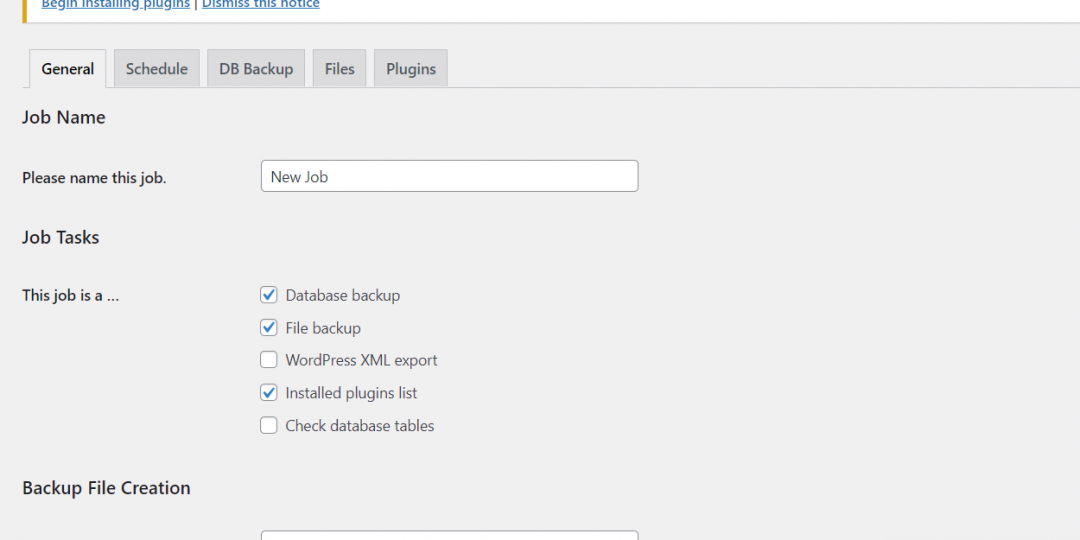 Begin installing plugins | Dismiss this notice
General Schedule DB Backup Files Plugins
Job Name
Please name this job. New Job
Job Tasks
This job is a ... Database backup
File backup
WordPress XML export
Installed plugins list
Check database tables
Backup File Creation